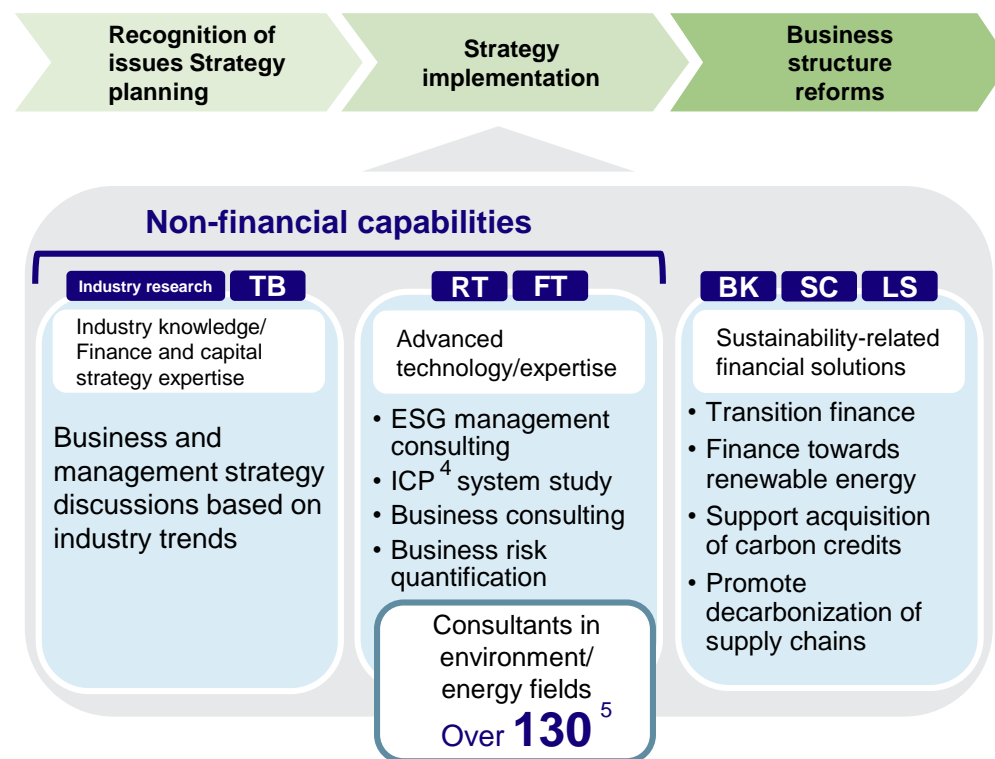 Recognition of
issues Strategy
planning
Strategy
implementation
Business
structure
reforms
Non-financial capabilities
Industry research
TB
Industry knowledge/
Finance and capital
strategy expertise
Business and
management strategy
discussions based on
industry trends
RT
FT
Advanced
technology/expertise
• ESG management
consulting
• ICP 4 system study
• Business consulting
• Business risk
quantification
Consultants in
environment/
energy fields
Over 130 5
BK
SC
LS
Sustainability-related
financial solutions
• Transition finance
• Finance towards
renewable energy
• Support acquisition
of carbon credits
• Promote
decarbonization of
supply chains